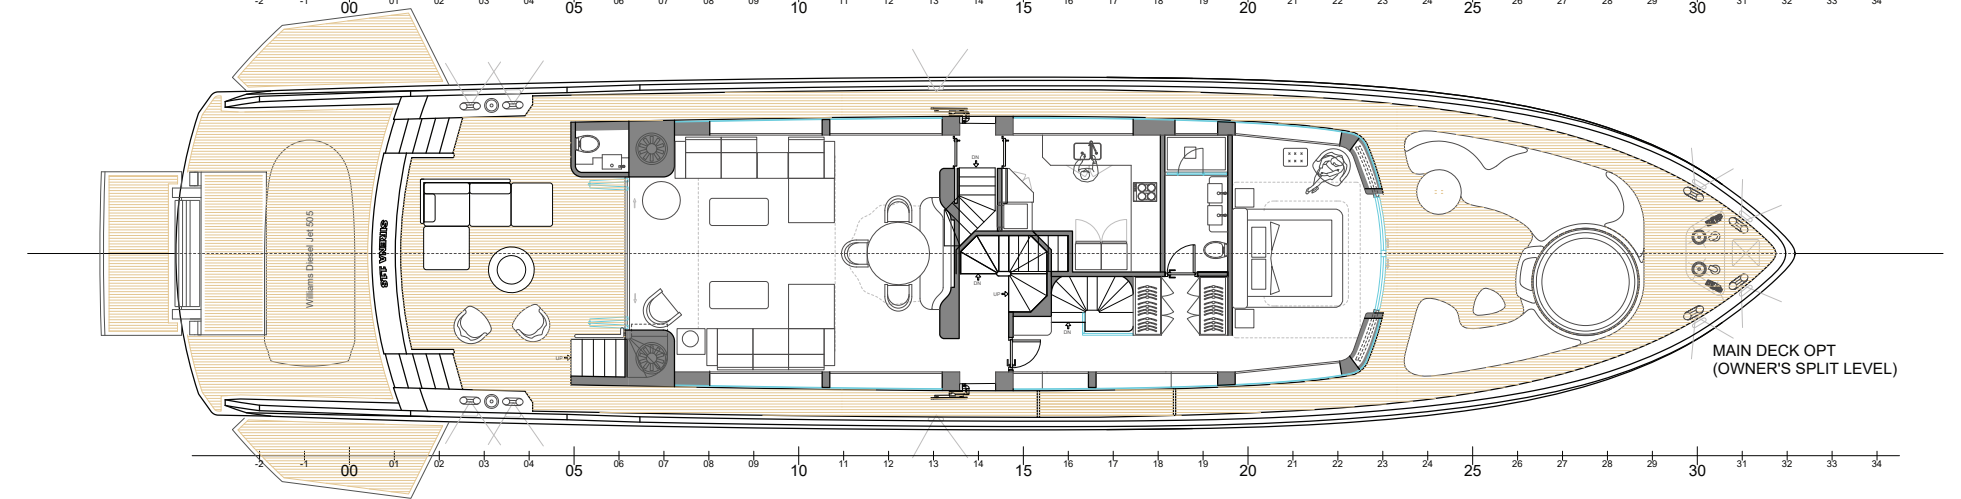 -2 -1 00 01 02 03 04 05 06 07 08 09 10 11 12 13 14 15 16 17 18 19 20 21 22 23 24 25 26 27 28 29 30 31 32 33 34
DN
Williams Diesel Jet 505
SIRENA 118
DN
UP
DN
UP
MAIN DECK OPT
(OWNER'S SPLIT LEVEL)
-2 -1 00 01 02 03 04 05 06 07 08 09 10 11 12 13 14 15 16 17 18 19 20 21 22 23 24 25 26 27 28 29 30 31 32 33 34